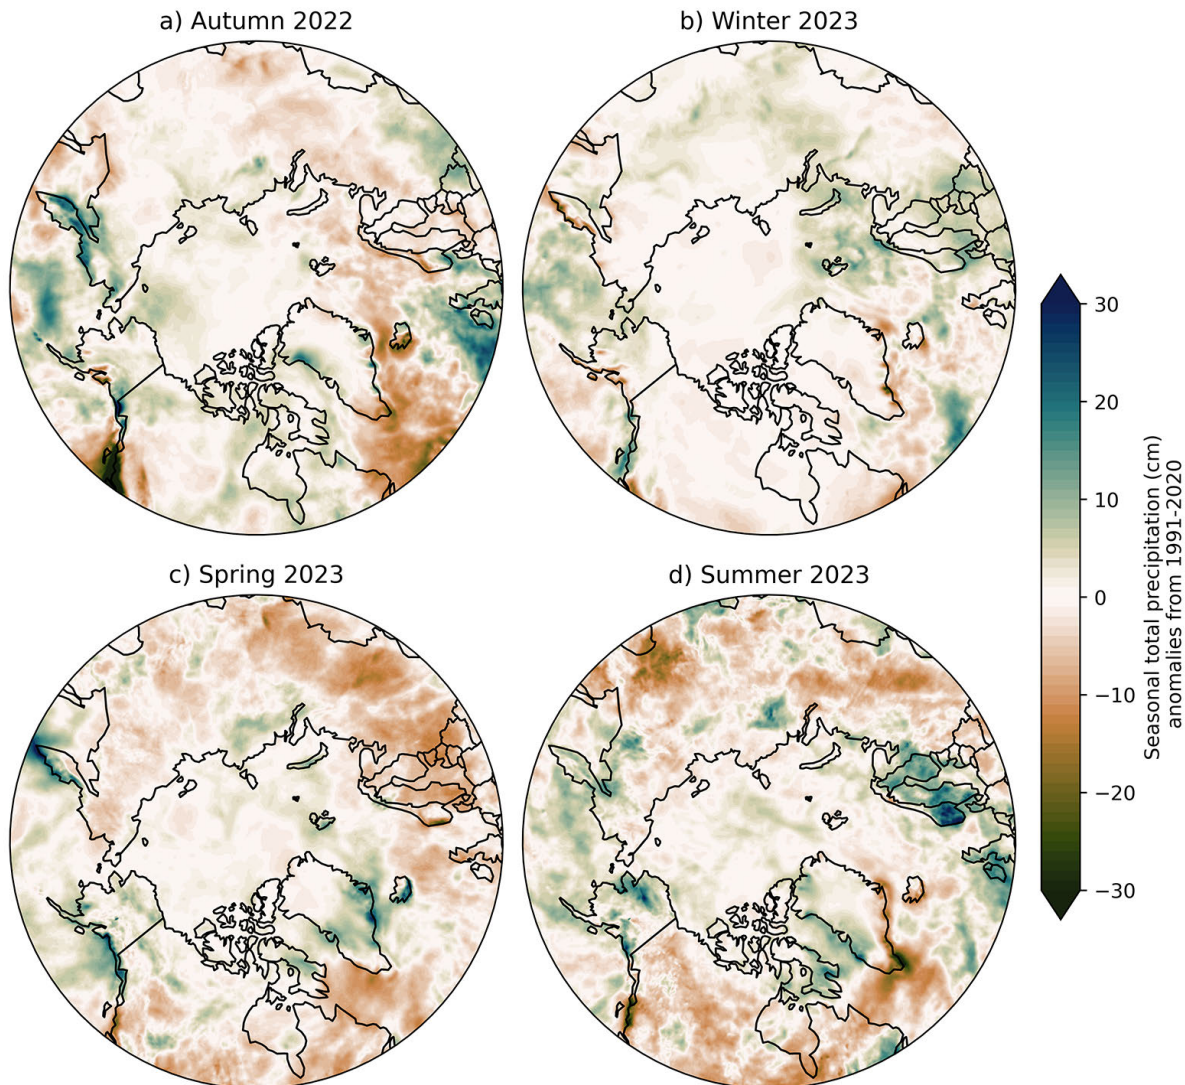 a) Autumn 2022
b) Winter 2023
c) Spring 2023
d) Summer 2023
30
20
10
0
−10
−20
−30
Seasonal total precipitation (cm)
anomalies from 1991-2020